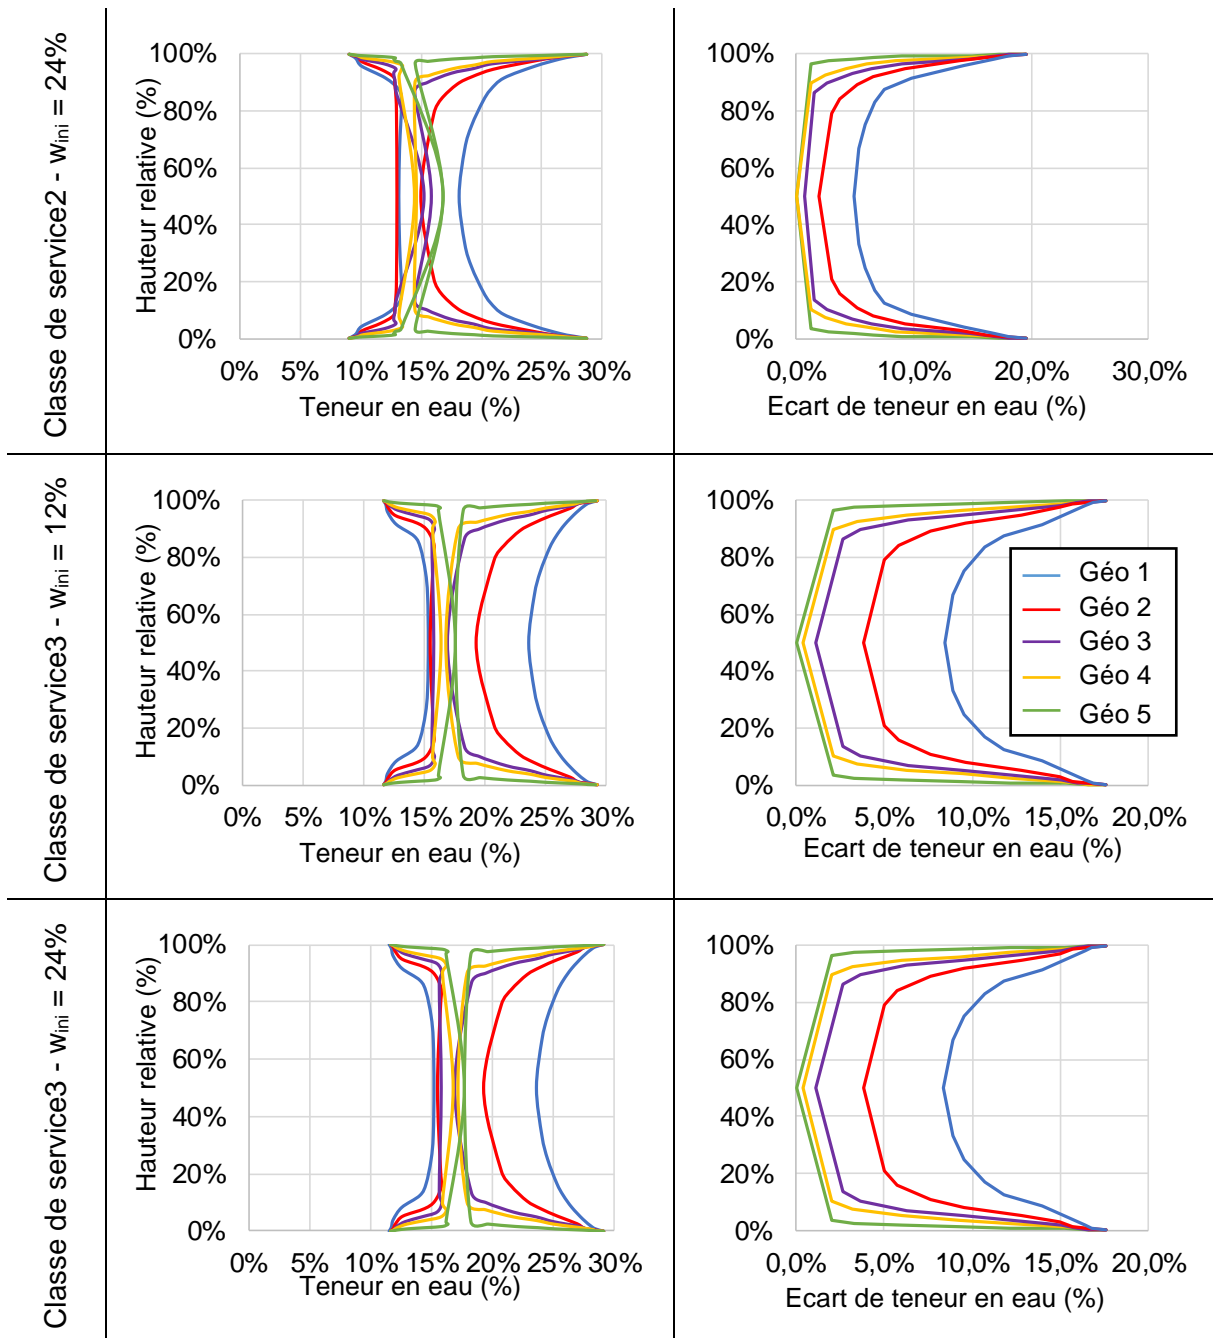 Classe de service2 - wini = 24%
Hauteur relative (%)
100%
80%
60%
40%
20%
0%
0% 5% 10% 15% 20% 25% 30%
Teneur en eau (%)
100%
80%
60%
40%
20%
0%
0,0% 10,0% 20,0% 30,0%
Ecart de teneur en eau (%)
Classe de service3 - wini = 12%
Hauteur relative (%)
100%
80%
60%
40%
20%
0%
0% 5% 10% 15% 20% 25% 30%
Teneur en eau (%)
100%
80%
60%
40%
20%
0%
0,0% 5,0% 10,0% 15,0% 20,0%
Ecart de teneur en eau (%)
Géo 1
Géo 2
Géo 3
Géo 4
Géo 5
Classe de service3 - wini = 24%
Hauteur relative (%)
100%
80%
60%
40%
20%
0%
0% 5% 10% 15% 20% 25% 30%
Teneur en eau (%)
100%
80%
60%
40%
20%
0%
0,0% 5,0% 10,0% 15,0% 20,0%
Ecart de teneur en eau (%)